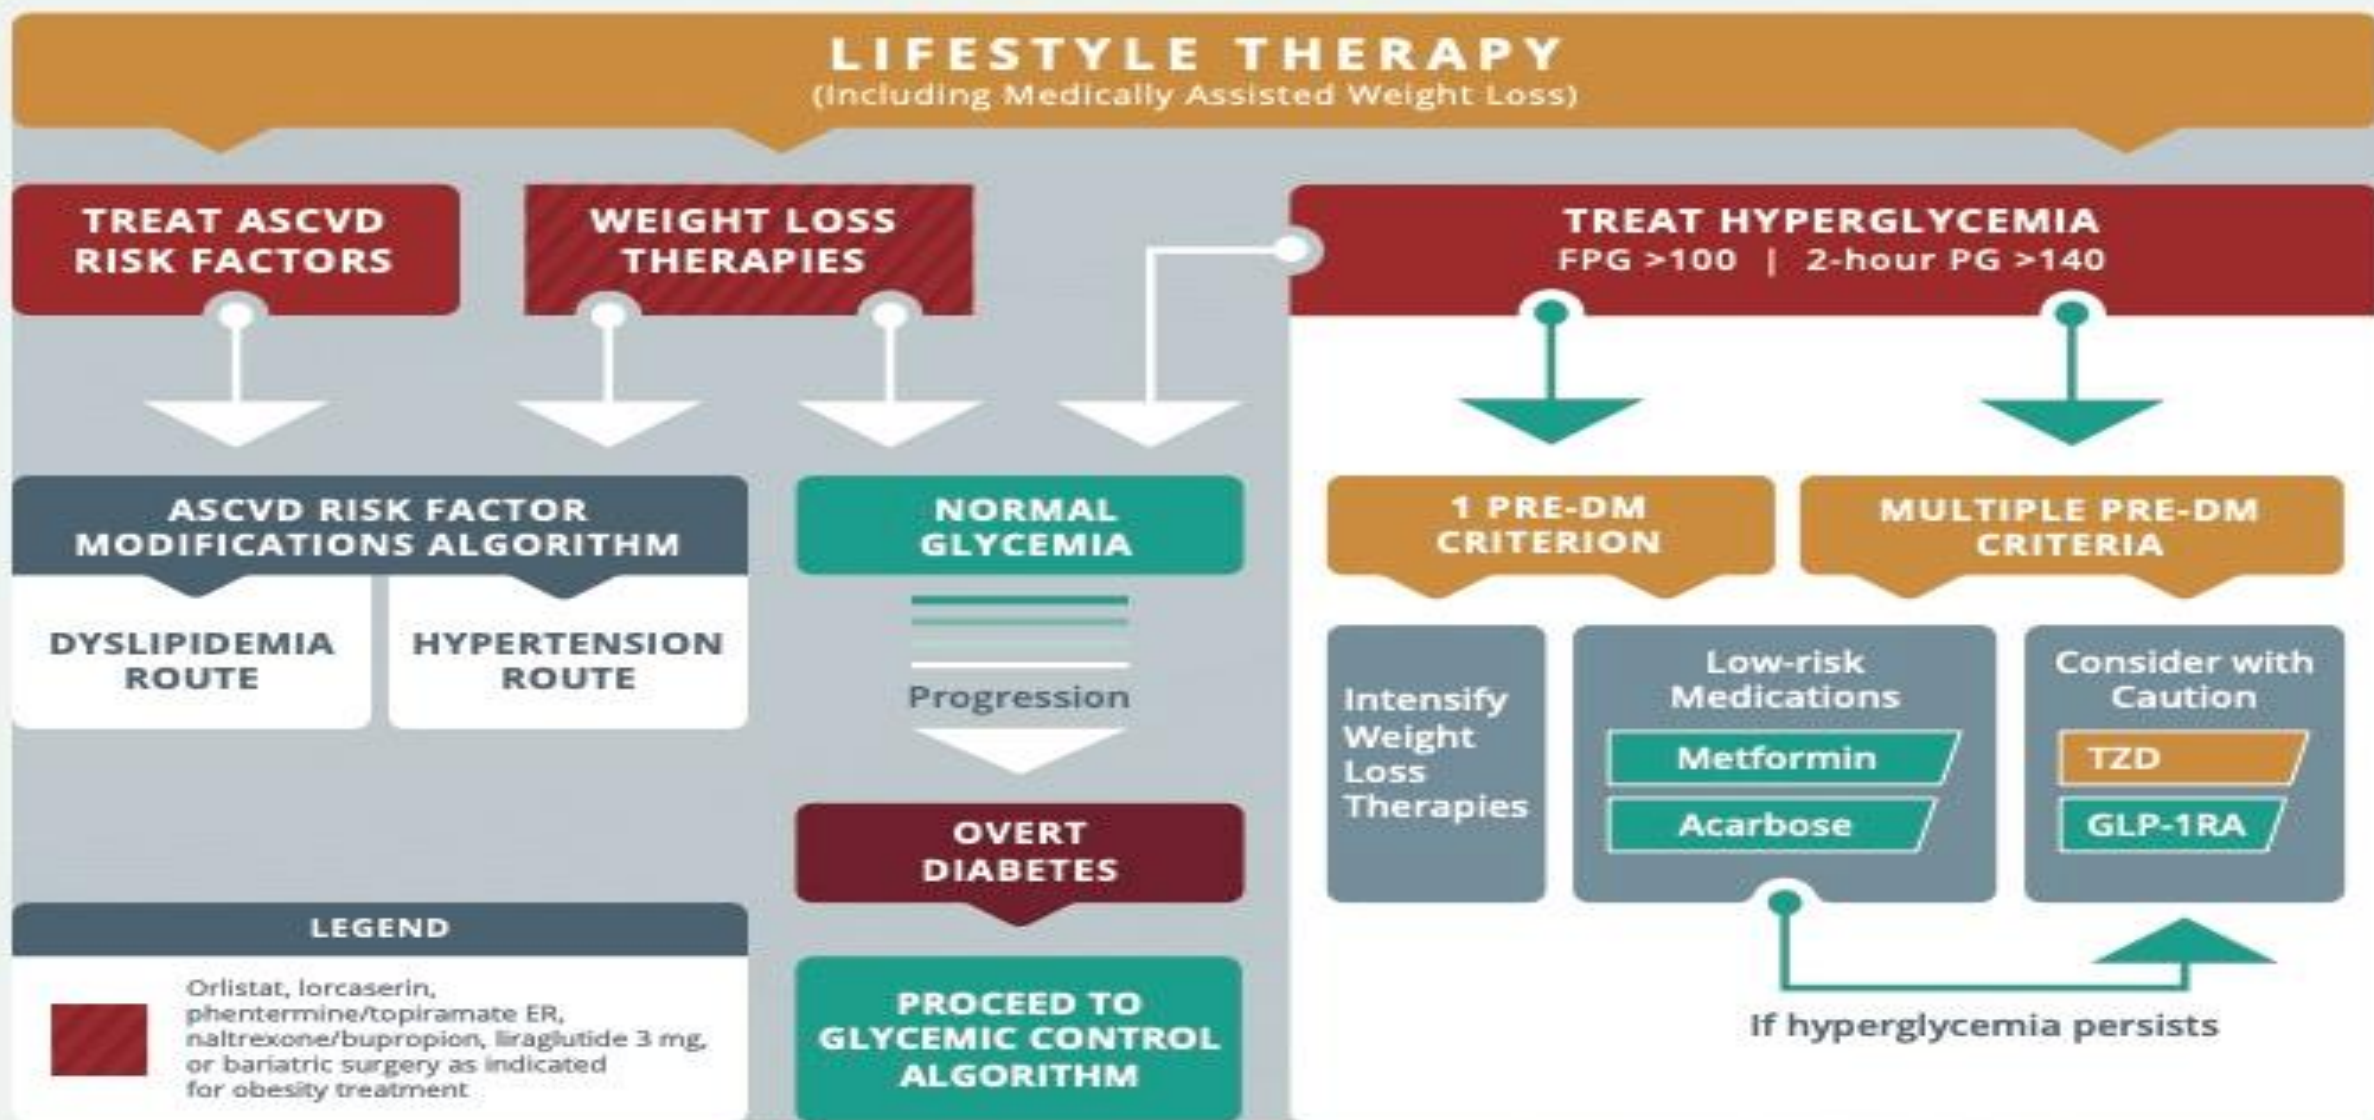 LIFESTYLE THERAPY
(Including Medically Assisted Weight Loss)
TREAT ASCVD
RISK FACTORS
WEIGHT LOSS
THERAPIES
TREAT HYPERGLYCEMIA
FPG >100 | 2-hour PG >140
ASCVD RISK FACTOR
MODIFICATIONS ALGORITHM
DYSLIPIDEMIA
ROUTE
HYPERTENSION
ROUTE
NORMAL
GLYCEMIA
Progression
OVERT
DIABETES
PROCEED TO
GLYCEMIC CONTROL
ALGORITHM
1 PRE-DM
CRITERION
MULTIPLE PRE-DM
CRITERIA
Intensify
Weight
Loss
Therapies
Low-risk
Medications
Metformin
Acarbose
Consider with
Caution
TZD
GLP-1RA
If hyperglycemia persists
LEGEND
Orlistat, lorcaserin,
phentermine/topiramate ER,
naltrexone/bupropion, liraglutide 3 mg,
or bariatric surgery as indicated
for obesity treatment